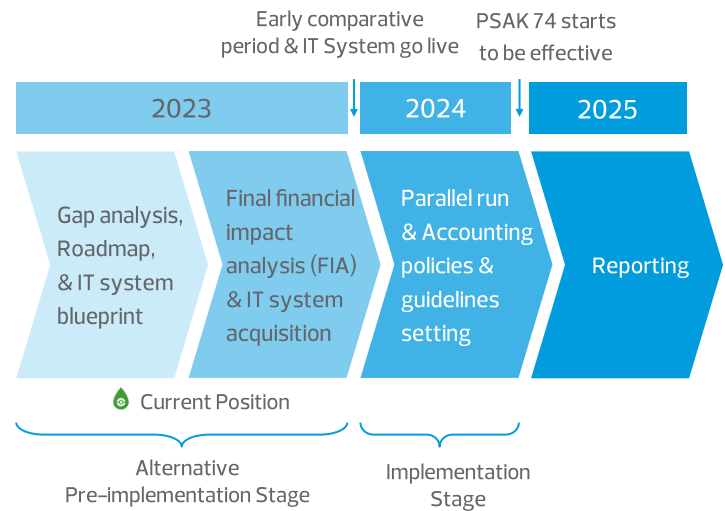 Early comparative
period & IT System go live
PSAK 74 starts
to be effective
2023
2024
2025
Gap analysis,
Roadmap,
& IT system
blueprint
Final financial
impact
analysis (FIA)
& IT system
acquisition
Parallel run
& Accounting
policies &
guidelines
setting
Reporting
Current Position
Alternative
Pre-implementation Stage
Implementation
Stage